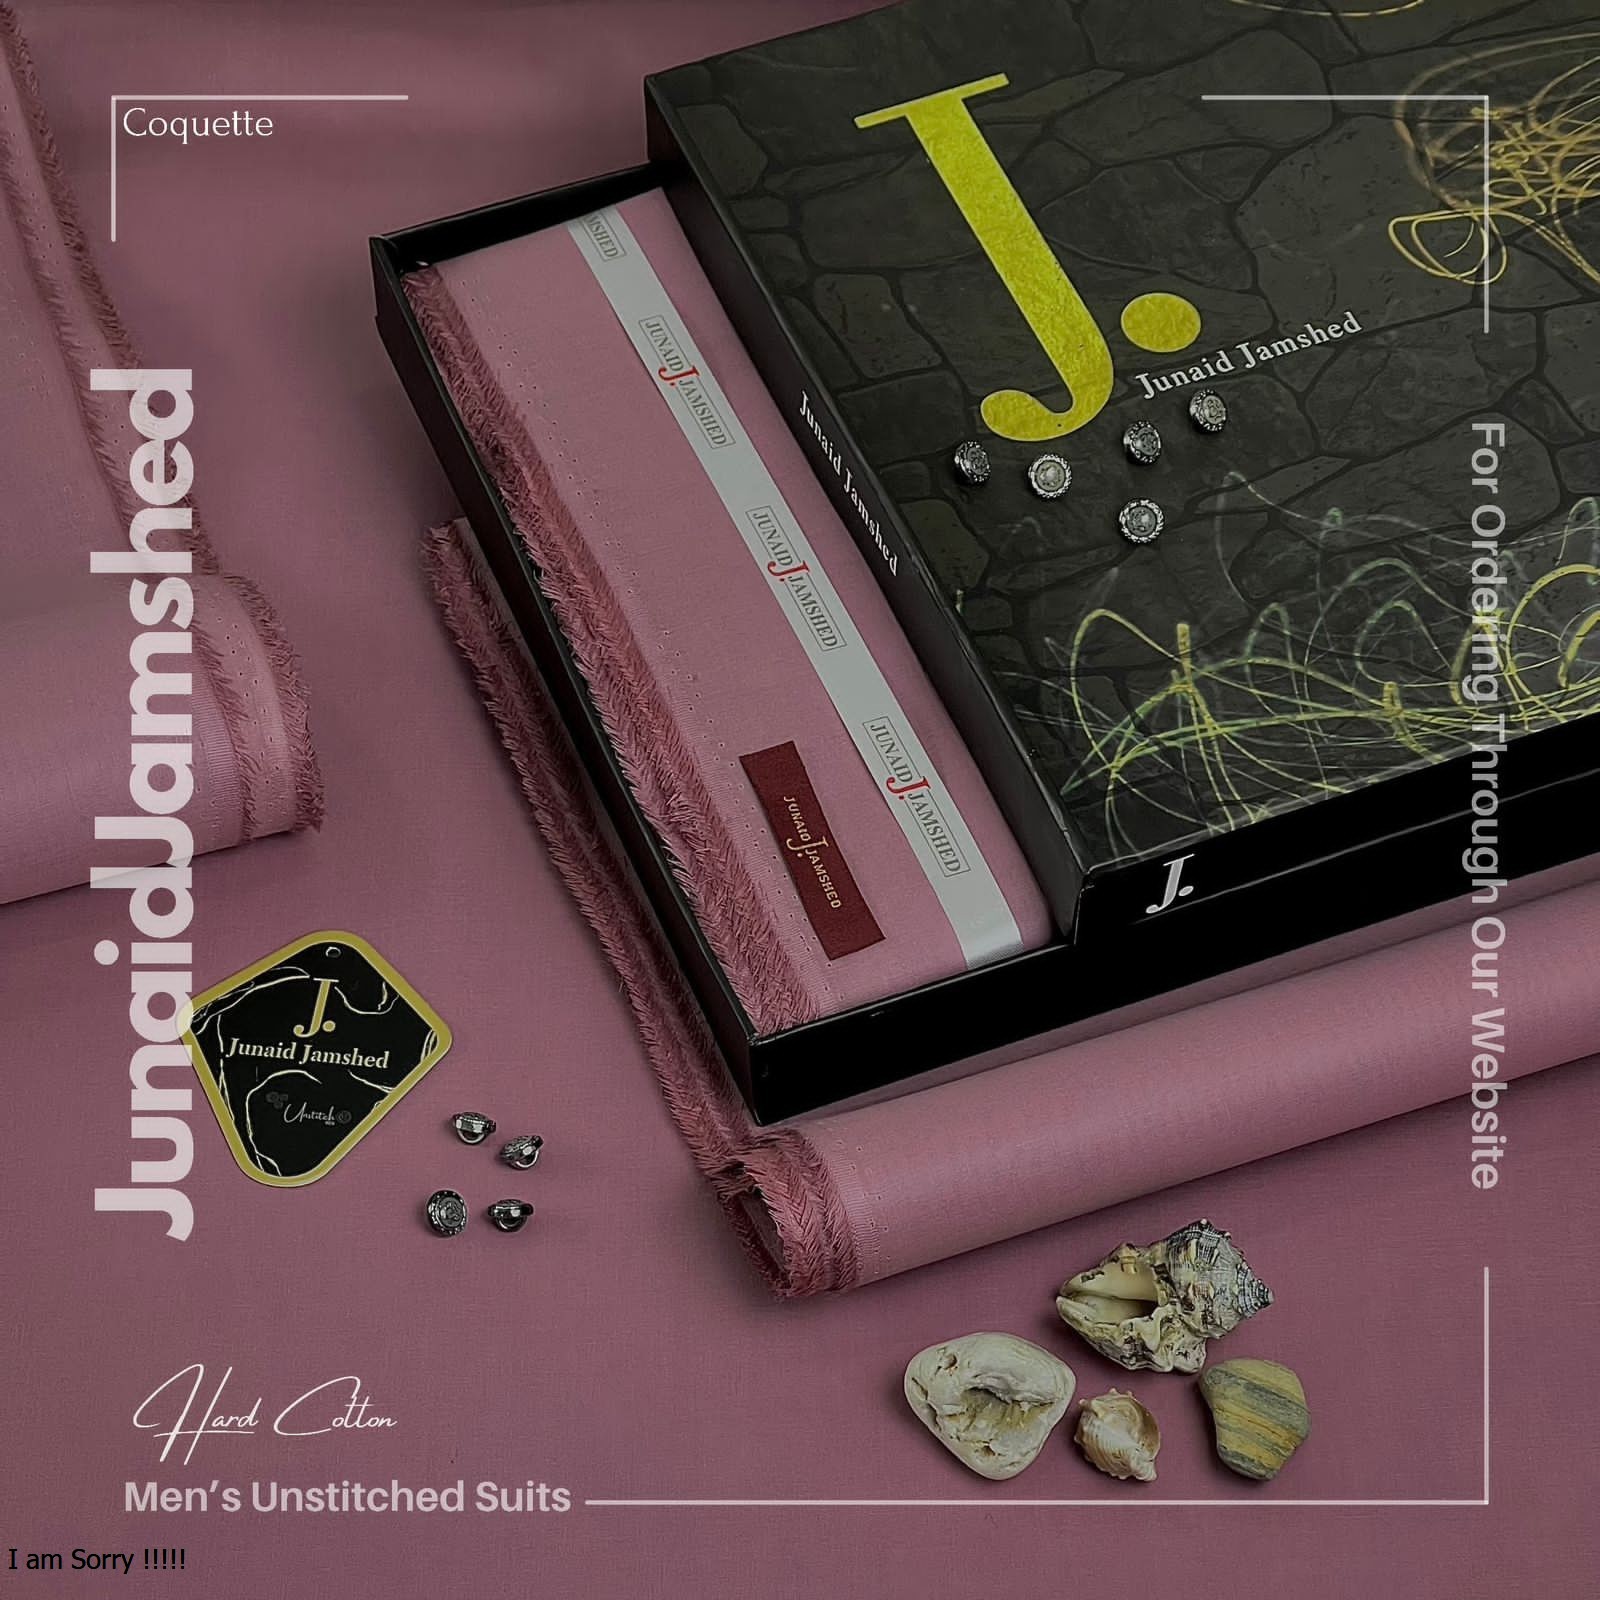 Coquette
J.
Junaid Jamshed
Junaid Jamshed
JAMSHED
JUNAID J. JAMSHED
JUNAID J. JAMSHED
JUNAID J. JAMSHED
JUNAID J. JAMSHED
J.
JunaidJamshed
For Ordering Through Our Website
J.
Junaid Jamshed
Unstitch
Hard Cotton
Men’s Unstitched Suits
I am Sorry !!!!!